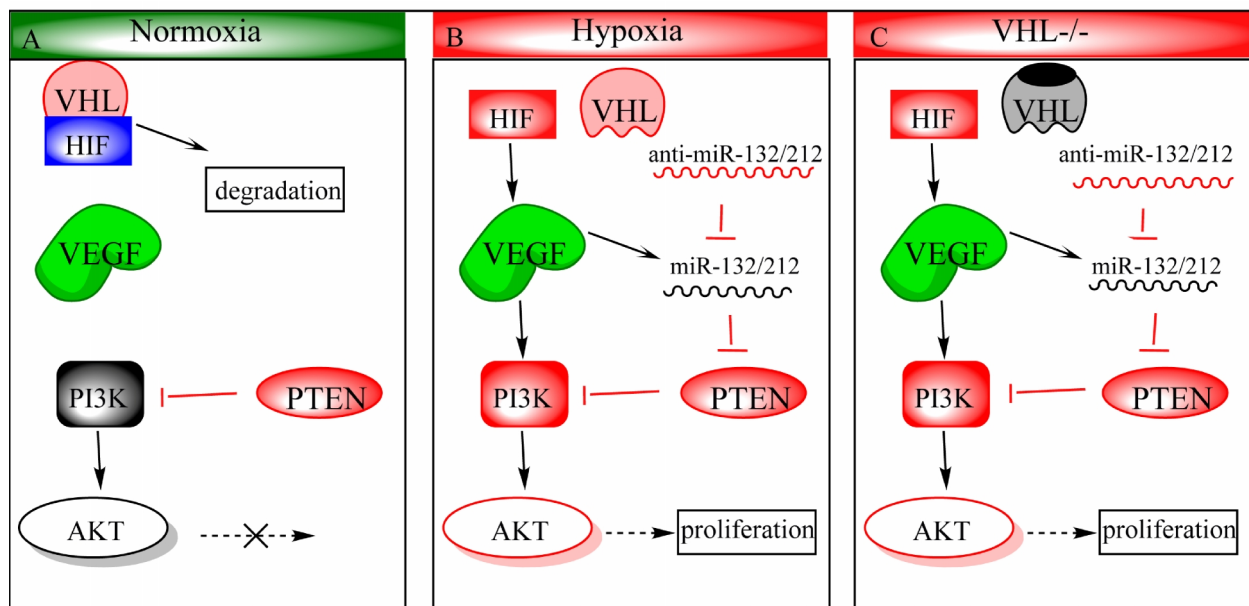 A Normoxia
VHL
HIF
degradation
VEGF
PI3K
PTEN
AKT
B Hypoxia
HIF
VHL
anti-miR-132/212
VEGF
miR-132/212
PI3K
PTEN
AKT
proliferation
C VHL-/-
HIF
VHL
anti-miR-132/212
VEGF
miR-132/212
PI3K
PTEN
AKT
proliferation